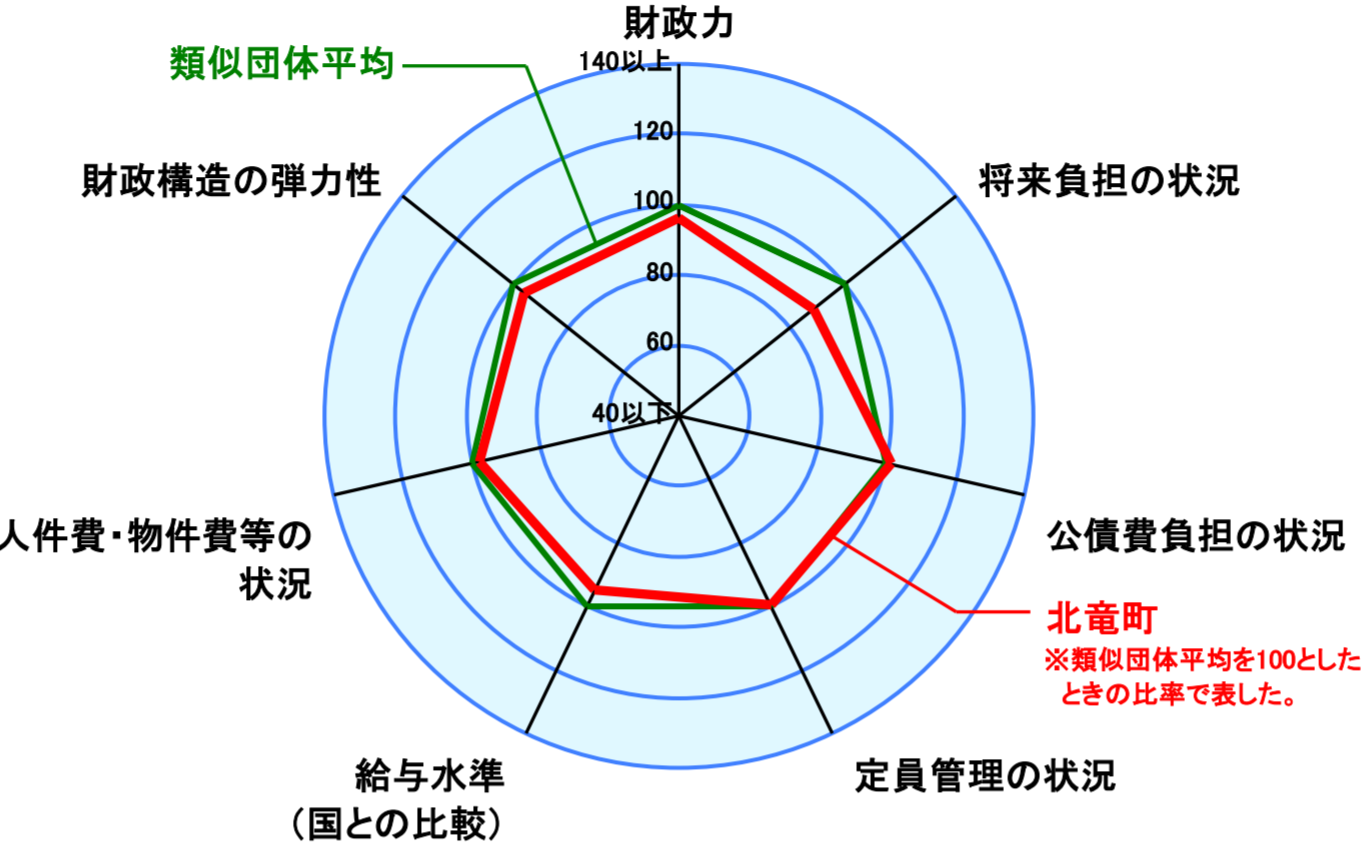 財政力
類似団体平均
140以上
120
財政構造の弾力性
将来負担の状況
100
80
60
40以下
人件費・物件費等の
状況
公債費負担の状況
北竜町
※類似団体平均を100とした
ときの比率で表した。
給与水準
（国との比較）
定員管理の状況